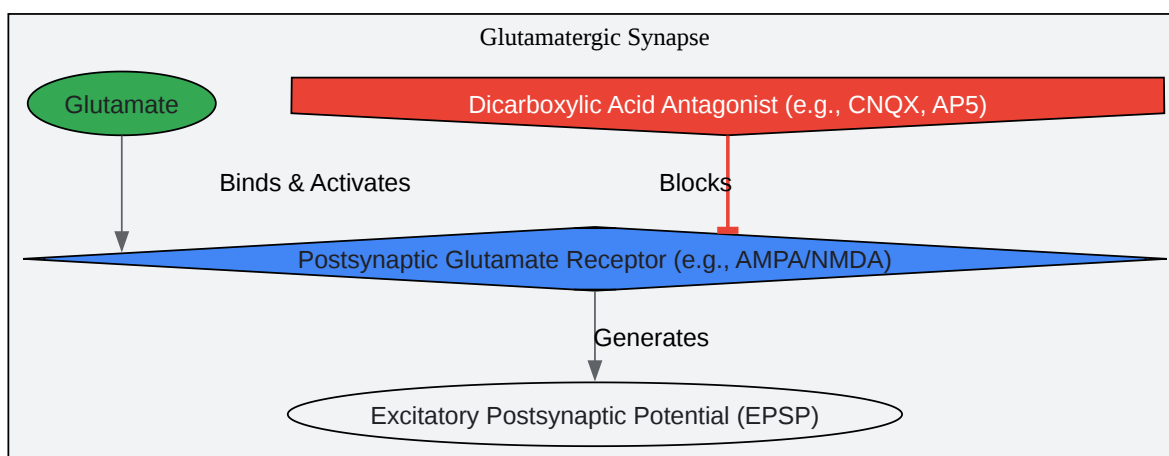 Glutamatergic Synapse
Glutamate
Dicarboxylic Acid Antagonist (e.g., CNQX, AP5)
Binds & Activates
Blocks
Postsynaptic Glutamate Receptor (e.g., AMPA/NMDA)
Generates
Excitatory Postsynaptic Potential (EPSP)